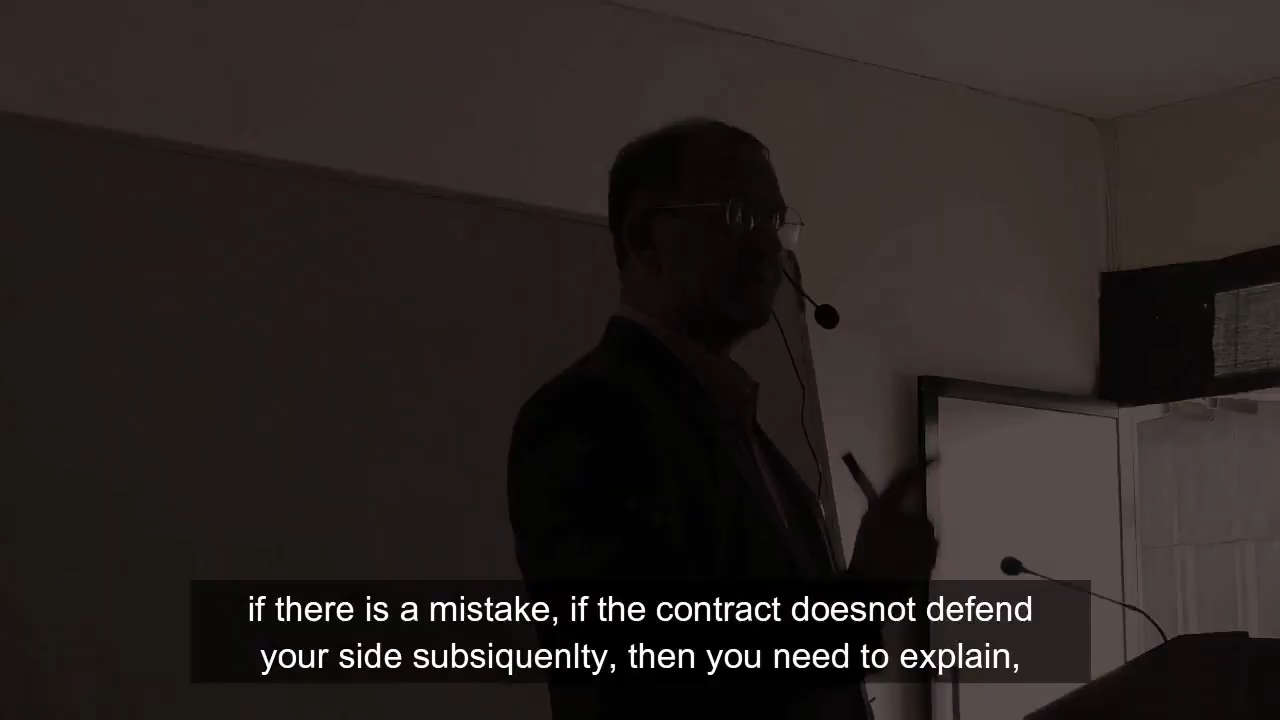 if there is a mistake, if the contract doesnot defend
your side subsiquenlty, then you need to explain,